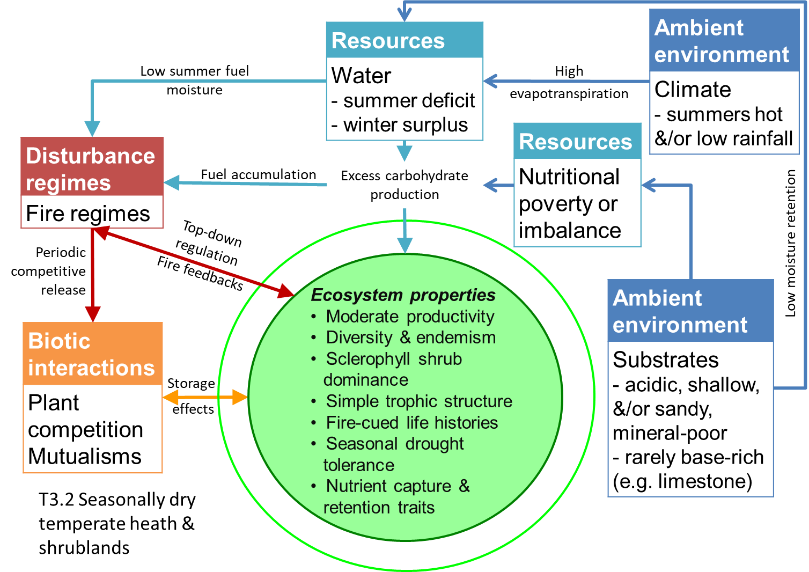 Resources
Water
- summer deficit
- winter surplus
Ambient
environment
Climate
- summers hot
&/or low rainfall
High
evapotranspiration
Low summer fuel
moisture
Disturbance
regimes
Fire regimes
Fuel accumulation
Excess carbohydrate
production
Resources
Nutritional
poverty or
imbalance
Low moisture retention
Top-down
regulation
Fire feedbacks
Periodic
competitive
release
Ecosystem properties
• Moderate productivity
• Diversity & endemism
• Sclerophyll shrub
dominance
• Simple trophic structure
• Fire-cued life histories
• Seasonal drought
tolerance
• Nutrient capture &
retention traits
Ambient
environment
Substrates
- acidic, shallow,
&/or sandy,
mineral-poor
- rarely base-rich
(e.g. limestone)
Biotic
interactions
Plant
competition
Mutualisms
Storage
effects
T3.2 Seasonally dry
temperate heath &
shrublands